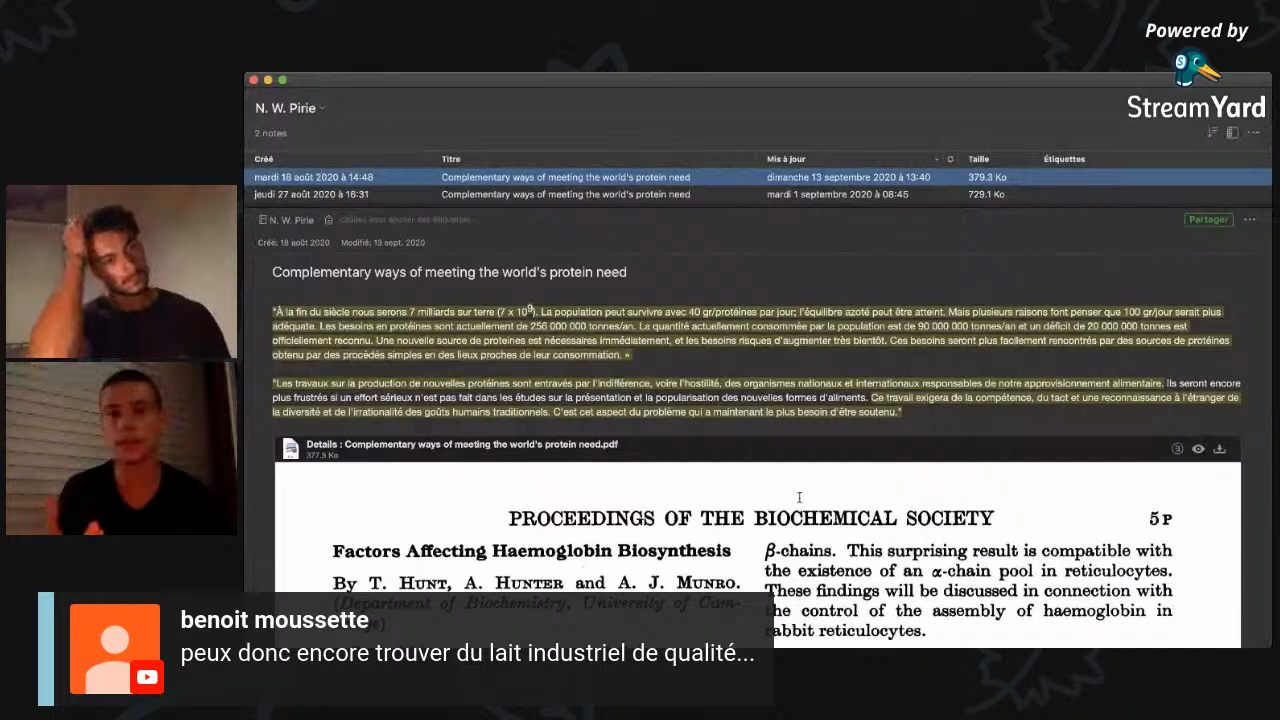 Powered by
StreamYard
N. W. Pirie
2 notes
Créé Titre Mis à jour Taille Étiquettes
mardi 18 août 2020 à 14:48 Complementary ways of meeting the world's protein need dimanche 13 septembre 2020 à 13:40 379.3 Ko
jeudi 27 août 2020 à 16:31 Complementary ways of meeting the world's protein need mardi 1 septembre 2020 à 08:45 729.1 Ko
N. W. Pirie cliquez pour ajouter des étiquettes Partager
Créé: 18 août 2020 Modifié: 13 sept. 2020
Complementary ways of meeting the world's protein need
"À la fin du siècle nous serons 7 milliards sur terre (7 x 10⁹). La population peut survivre avec 40 gr/protéines par jour; l'équilibre azoté peut être atteint. Mais plusieurs raisons font penser que 100 gr/jour serait plus
adéquate. Les besoins en protéines sont actuellement de 256 000 000 tonnes/an. La quantité actuellement consommée par la population est de 90 000 000 tonnes/an et un déficit de 20 000 000 tonnes est
officiellement reconnu. Une nouvelle source de proteines est nécessaires immédiatement, et les besoins risques d'augmenter très bientôt. Ces besoins seront plus facilement rencontrés par des sources de protéines
obtenu par des procédés simples en des lieux proches de leur consommation. »
"Les travaux sur la production de nouvelles protéines sont entravés par l'indifférence, voire l'hostilité, des organismes nationaux et internationaux responsables de notre approvisionnement alimentaire. Ils seront encore
plus frustrés si un effort sérieux n'est pas fait dans les études sur la présentation et la popularisation des nouvelles formes d'aliments. Ce travail exigera de la compétence, du tact et une reconnaissance à l'étranger de
la diversité et de l'irrationalité des goûts humains traditionnels. C'est cet aspect du problème qui a maintenant le plus besoin d'être soutenu."
Details : Complementary ways of meeting the world's protein need.pdf
377.5 Ko
PROCEEDINGS OF THE BIOCHEMICAL SOCIETY 5P
Factors Affecting Haemoglobin Biosynthesis
By T. Hunt, A. Hunter and A. J. Munro.
(Department of Biochemistry, University of Cam-
β-chains. This surprising result is compatible with
the existence of an α-chain pool in reticulocytes.
These findings will be discussed in connection with
the control of the assembly of haemoglobin in
rabbit reticulocytes.
benoit moussette
peux donc encore trouver du lait industriel de qualité...